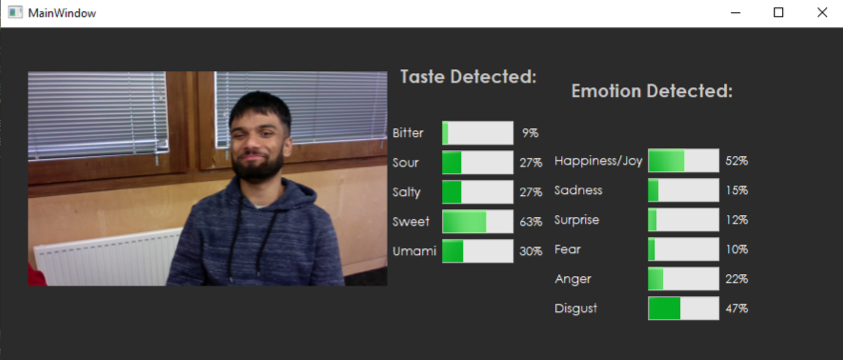 MainWindow
Taste Detected:
Bitter 9%
Sour 27%
Salty 27%
Sweet 63%
Umami 30%
Emotion Detected:
Happiness/Joy 52%
Sadness 15%
Surprise 12%
Fear 10%
Anger 22%
Disgust 47%